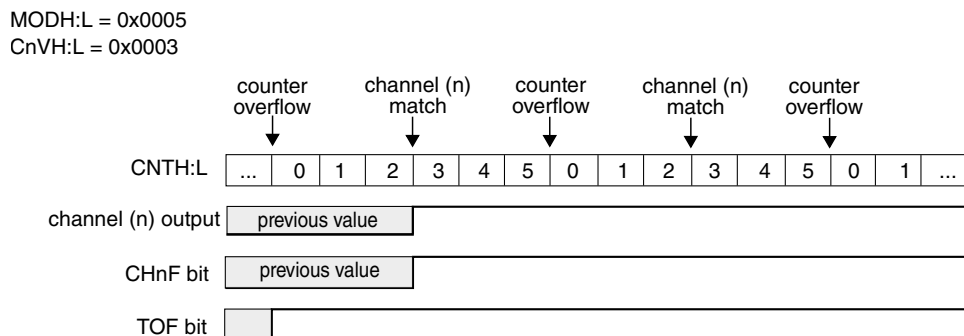 MODH:L = 0x0005
CnVH:L = 0x0003
counter overflow channel (n) match counter overflow channel (n) match counter overflow
CNTH:L ... 0 1 2 3 4 5 0 1 2 3 4 5 0 1 ...
channel (n) output previous value
CHnF bit previous value
TOF bit